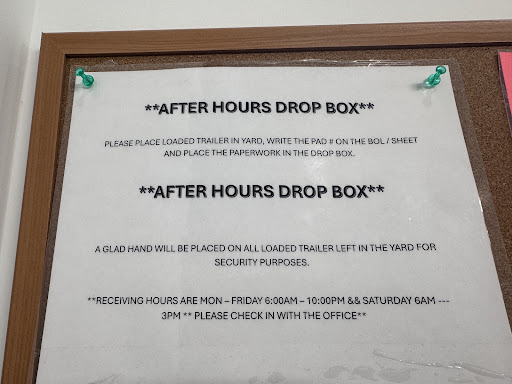 **AFTER HOURS DROP BOX**
PLEASE PLACE LOADED TRAILER IN YARD, WRITE THE PAD # ON THE BOL / SHEET
AND PLACE THE PAPERWORK IN THE DROP BOX.
**AFTER HOURS DROP BOX**
A GLAD HAND WILL BE PLACED ON ALL LOADED TRAILER LEFT IN THE YARD FOR
SECURITY PURPOSES.
**RECEIVING HOURS ARE MON – FRIDAY 6:00AM – 10:00PM && SATURDAY 6AM ---
3PM ** PLEASE CHECK IN WITH THE OFFICE**